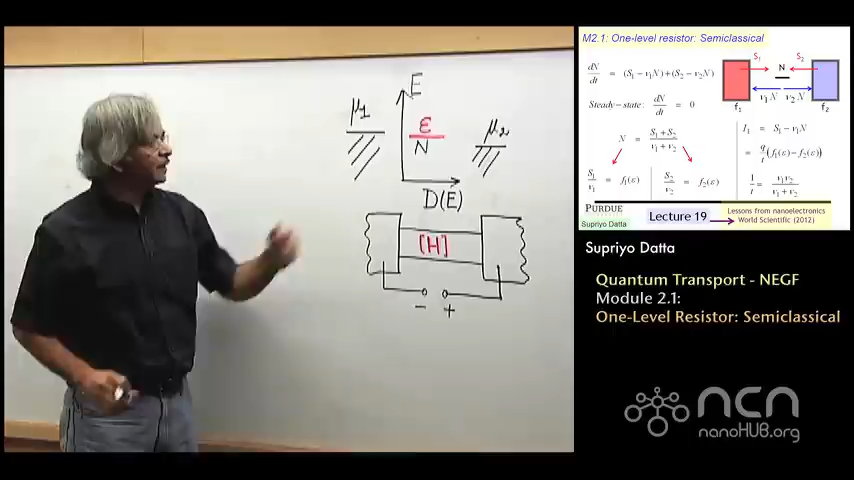 μ₁
E
ε
N
μ₂
D(E)
[H]
− +
M2.1: One-level resistor: Semiclassical
dN/dt = (S₁ − ν₁N) + (S₂ − ν₂N)
S₁ N S₂
ν₁N ν₂N
f₁ f₂
Steady-state: dN/dt = 0
N = (S₁ + S₂)/(ν₁ + ν₂)
S₁/ν₁ = f₁(ε)
S₂/ν₂ = f₂(ε)
I₁ = S₁ − ν₁N
= q/t (f₁(ε) − f₂(ε))
1/t = ν₁ν₂/(ν₁ + ν₂)
PURDUE
Supriyo Datta
Lecture 19
Lessons from nanoelectronics
World Scientific (2012)
Supriyo Datta
Quantum Transport - NEGF
Module 2.1:
One-Level Resistor: Semiclassical
ncn
nanoHUB.org